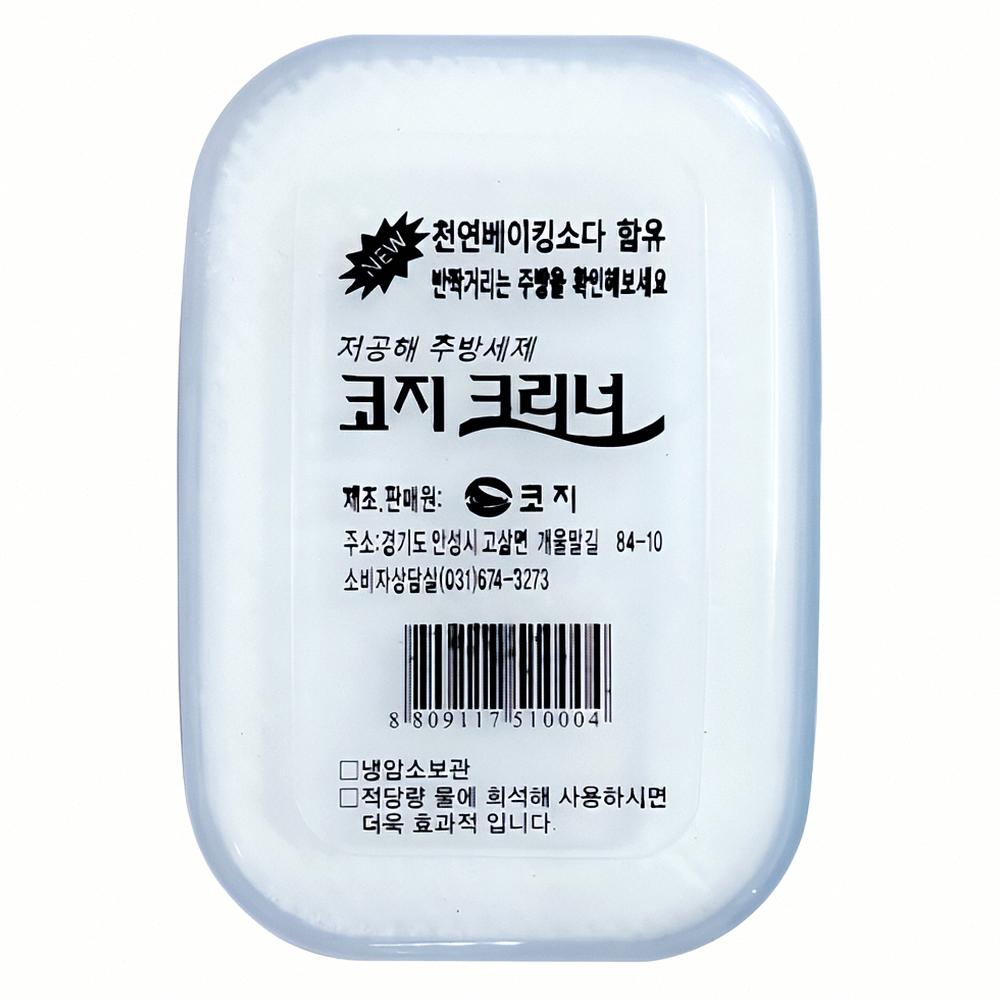 NEW
천연베이킹소다 함유
반짝거리는 주방을 확인해보세요
저공해 주방세제
코지 크리너
제조.판매원: 코지
주소:경기도 안성시 고삼면 개울말길 84-10
소비자상담실(031)674-3273
8 809117 510004
□냉암소보관
□적당량 물에 희석해 사용하시면
더욱 효과적 입니다.